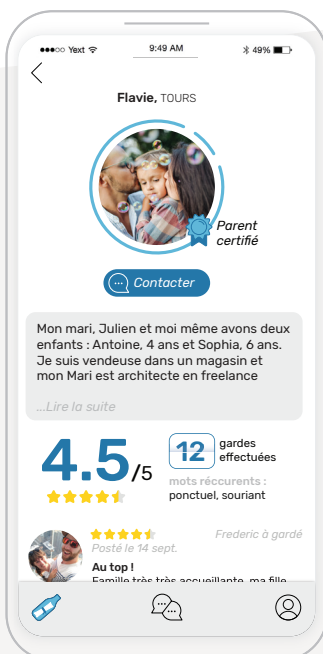 Yext 9:49 AM 49%
Flavie, TOURS
Parent
certifié
Contacter
Mon mari, Julien et moi même avons deux
enfants : Antoine, 4 ans et Sophia, 6 ans.
Je suis vendeuse dans un magasin et
mon Mari est architecte en freelance
...Lire la suite
4.5/5
12 gardes
effectuées
mots réccurents :
ponctuel, souriant
Frederic à gardé
Posté le 14 sept.
Au top !
Famille très très accueillante, ma fille